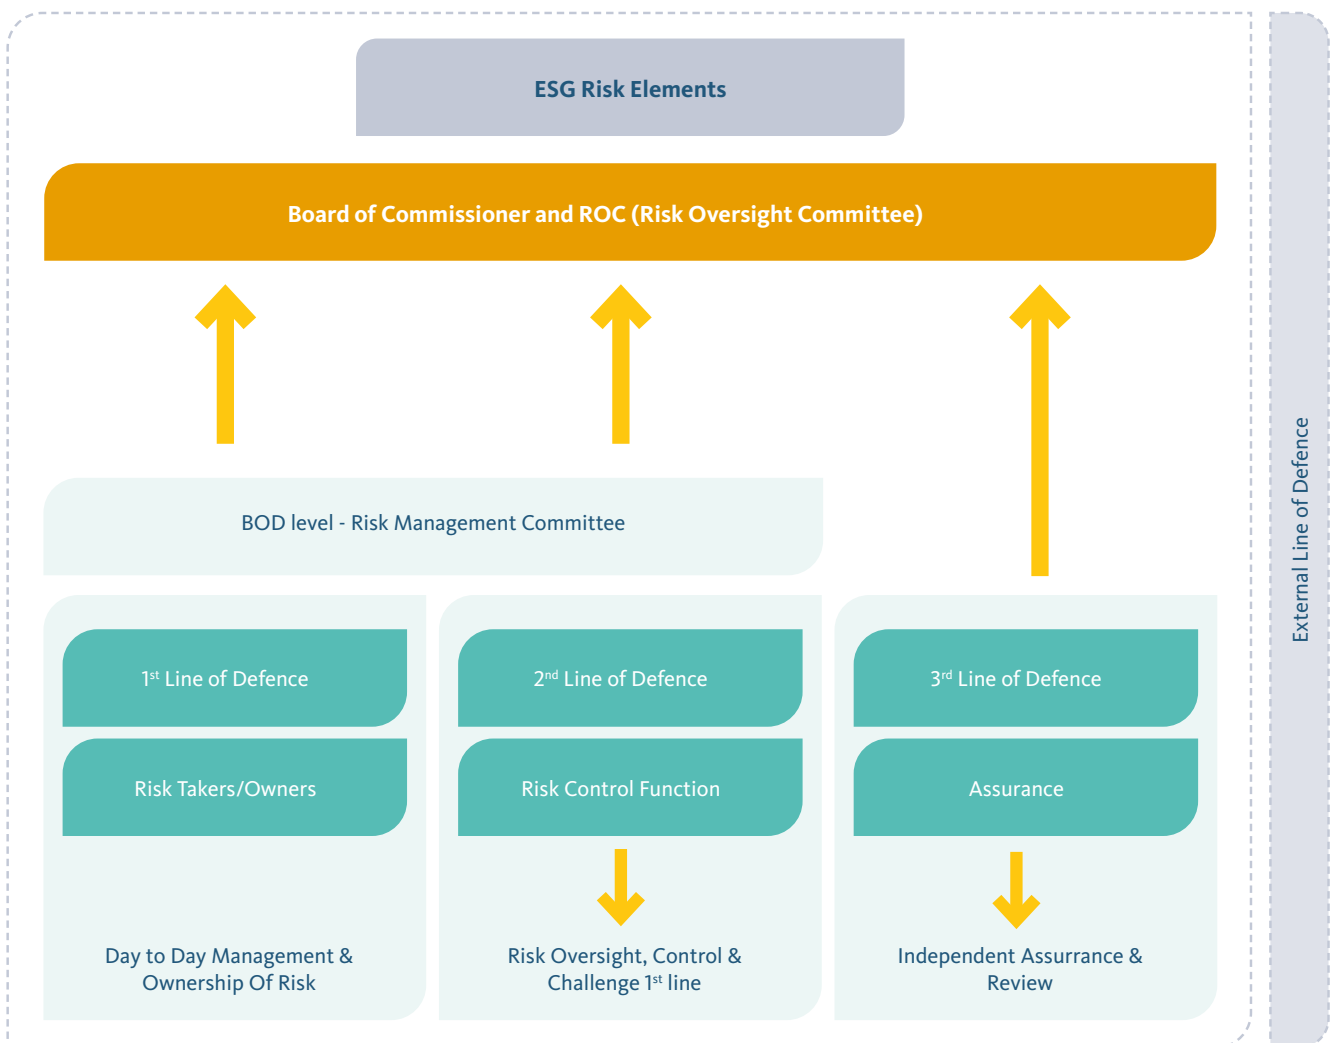 ESG Risk Elements
Board of Commissioner and ROC (Risk Oversight Committee)
BOD level - Risk Management Committee
1st Line of Defence
Risk Takers/Owners
Day to Day Management &
Ownership Of Risk
2nd Line of Defence
Risk Control Function
Risk Oversight, Control &
Challenge 1st line
3rd Line of Defence
Assurance
Independent Assurrance &
Review
External Line of Defence